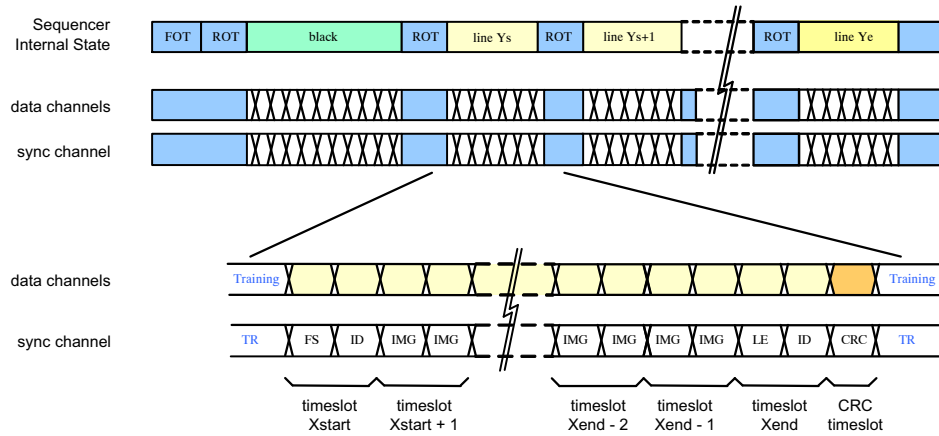 Sequencer
Internal State
FOT ROT black ROT line Ys ROT line Ys+1 ROT line Ye
data channels
sync channel
data channels
Training Training
sync channel
TR FS ID IMG IMG IMG IMG IMG IMG LE ID CRC TR
timeslot timeslot timeslot timeslot timeslot CRC
Xstart Xstart + 1 Xend - 2 Xend - 1 Xend timeslot